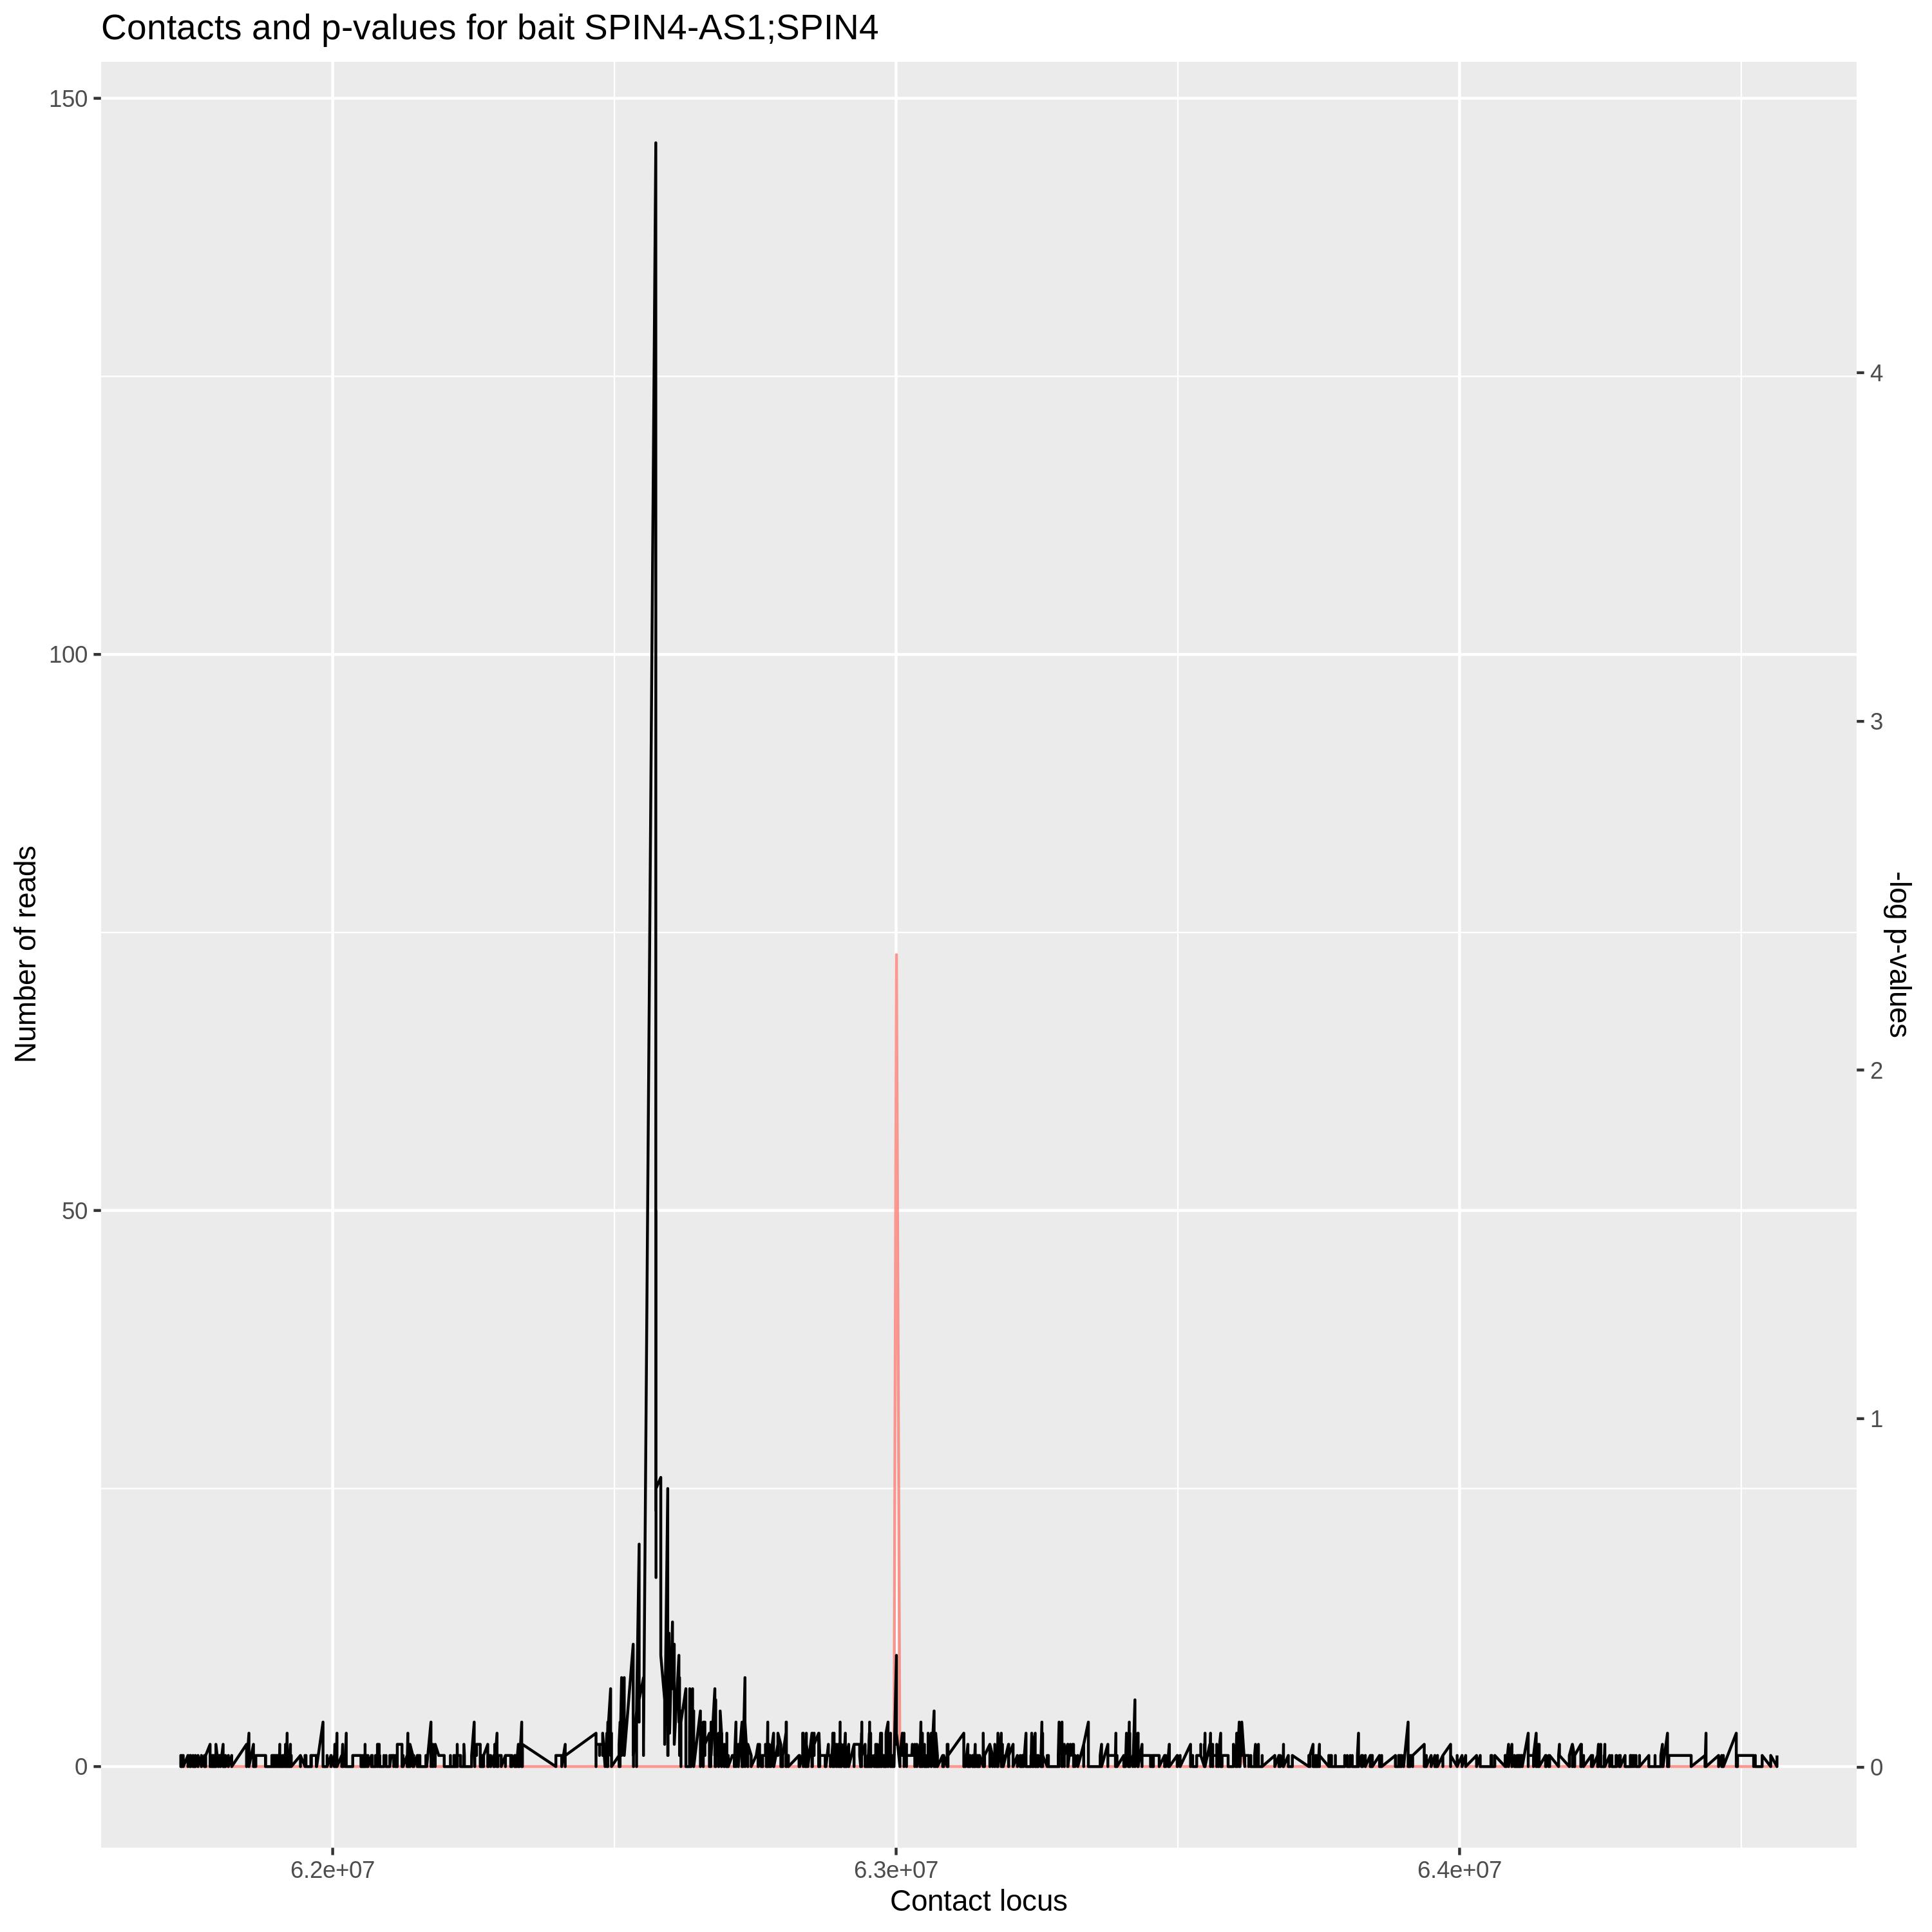 Contacts and p-values for bait SPIN4-AS1;SPIN4
150
100
50
0
Number of reads
4
3
2
1
0
-log p-values
6.2e+07
6.3e+07
6.4e+07
Contact locus